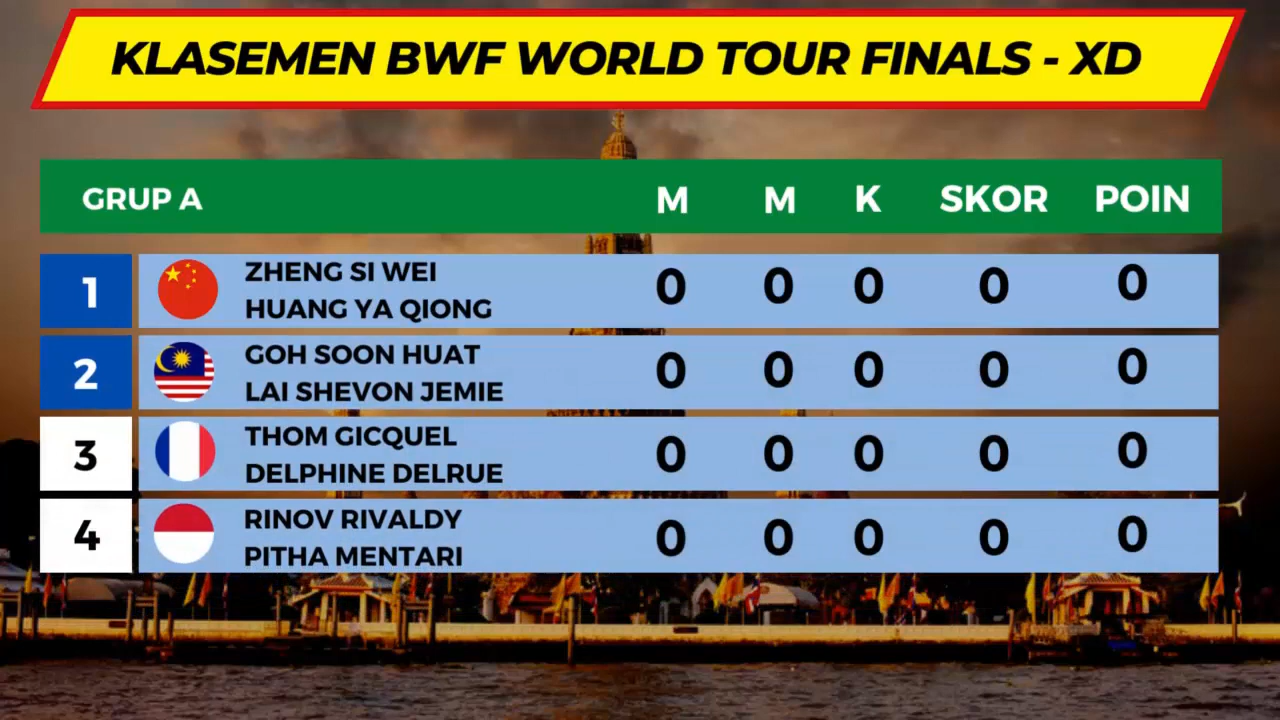 KLASEMEN BWF WORLD TOUR FINALS - XD
GRUP A M M K SKOR POIN
1 ZHENG SI WEI HUANG YA QIONG 0 0 0 0 0
2 GOH SOON HUAT LAI SHEVON JEMIE 0 0 0 0 0
3 THOM GICQUEL DELPHINE DELRUE 0 0 0 0 0
4 RINOV RIVALDY PITHA MENTARI 0 0 0 0 0